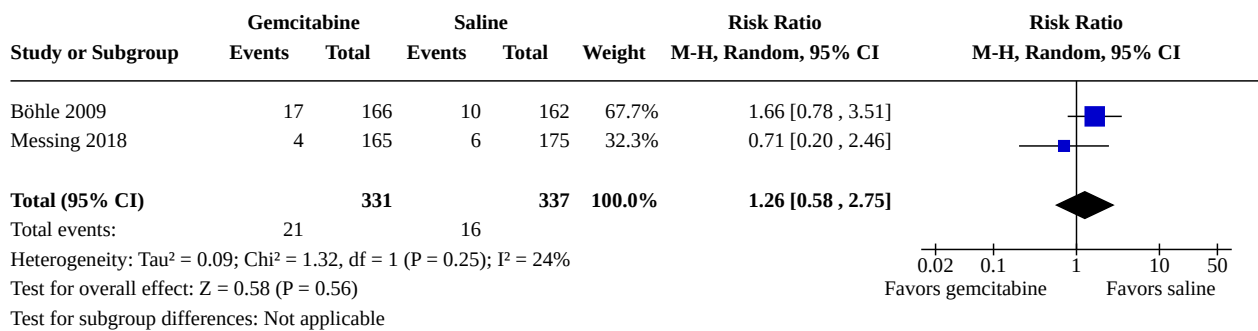 Gemcitabine Saline Risk Ratio Risk Ratio
Study or Subgroup Events Total Events Total Weight M-H, Random, 95% CI M-H, Random, 95% CI
Böhle 2009 17 166 10 162 67.7% 1.66 [0.78 , 3.51]
Messing 2018 4 165 6 175 32.3% 0.71 [0.20 , 2.46]
Total (95% CI) 331 337 100.0% 1.26 [0.58 , 2.75]
Total events: 21 16
Heterogeneity: Tau² = 0.09; Chi² = 1.32, df = 1 (P = 0.25); I² = 24%
0.02 0.1 1 10 50
Test for overall effect: Z = 0.58 (P = 0.56) Favors gemcitabine Favors saline
Test for subgroup differences: Not applicable